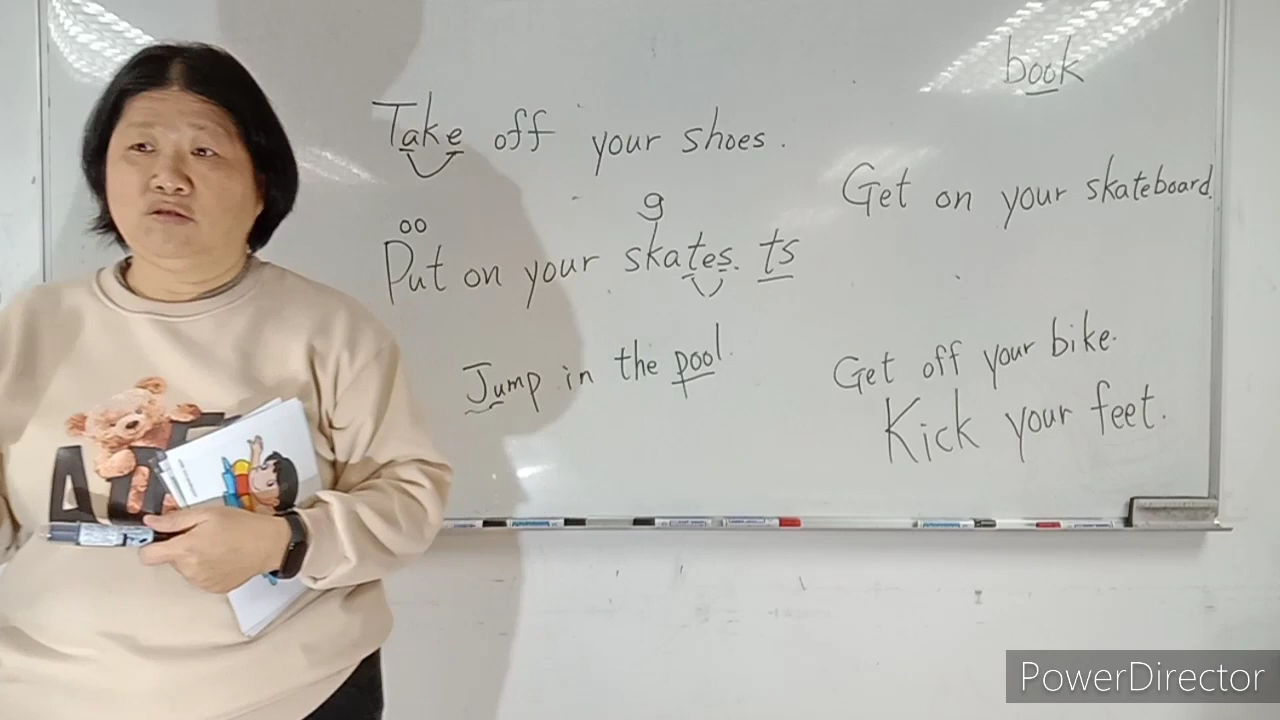 book
Take off your shoes.
Get on your skateboard.
g
oo
Put on your skates. ts
Jump in the pool.
Get off your bike.
Kick your feet.
PowerDirector